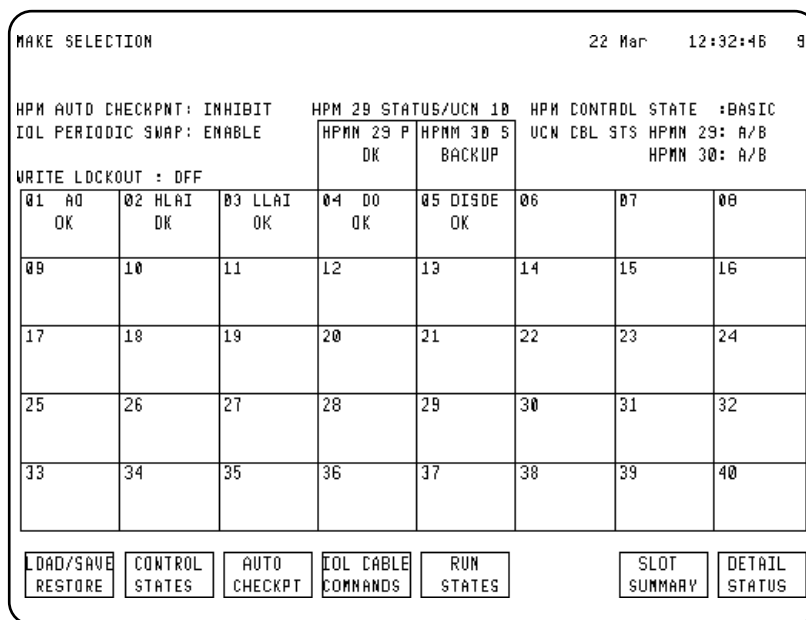 MAKE SELECTION 22 Mar 12:32:46 9
HPM AUTO CHECKPNT: INHIBIT HPM 29 STATUS/UCN 10 HPM CONTROL STATE :BASIC
IOL PERIODIC SWAP: ENABLE HPMM 29 P HPMM 30 S UCN CBL STS HPMM 29: A/B
OK BACKUP HPMM 30: A/B
WRITE LOCKOUT : OFF
01 AO 02 HLAI 03 LLAI 04 DO 05 DISOE 06 07 08
OK OK OK OK OK
09 10 11 12 13 14 15 16
17 18 19 20 21 22 23 24
25 26 27 28 29 30 31 32
33 34 35 36 37 38 39 40
LOAD/SAVE CONTROL AUTO IOL CABLE RUN SLOT DETAIL
RESTORE STATES CHECKPT COMMANDS STATES SUMMARY STATUS